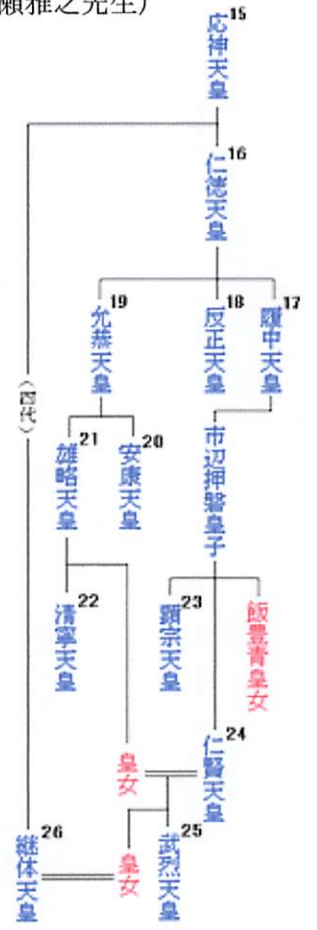 瀬雅之先生）
応神天皇 15
仁徳天皇 16
履中天皇 17
反正天皇 18
允恭天皇 19
（四代）
安康天皇 20
雄略天皇 21
市辺押磐皇子
清寧天皇 22
顕宗天皇 23
飯豊青皇女
仁賢天皇 24
皇女
武烈天皇 25
皇女
継体天皇 26